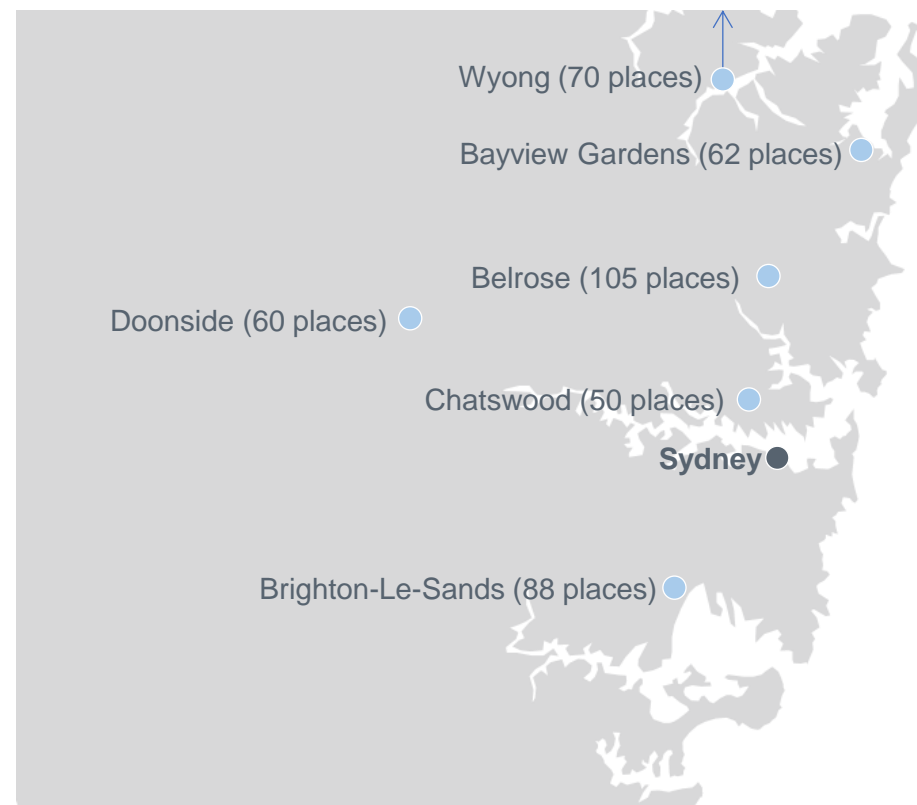 Wyong (70 places)
Bayview Gardens (62 places)
Belrose (105 places)
Doonside (60 places)
Chatswood (50 places)
Sydney
Brighton-Le-Sands (88 places)